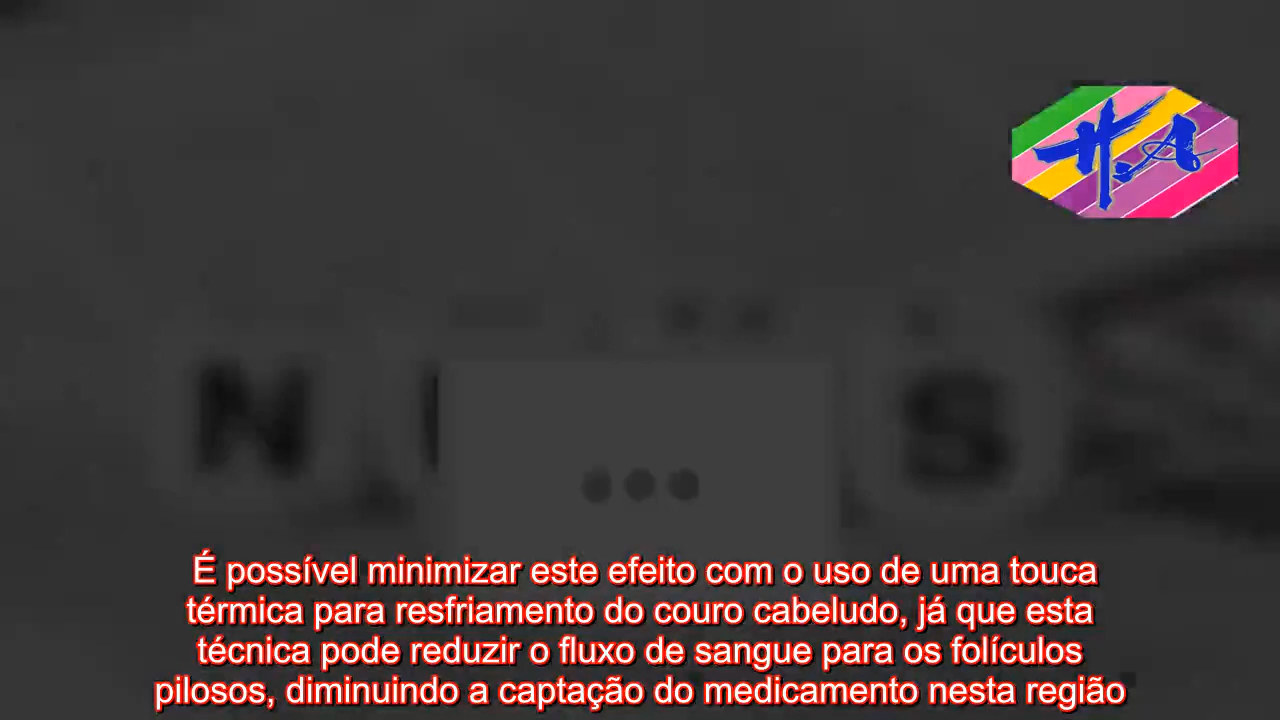 H.A
N
S
É possível minimizar este efeito com o uso de uma touca
térmica para resfriamento do couro cabeludo, já que esta
técnica pode reduzir o fluxo de sangue para os folículos
pilosos, diminuindo a captação do medicamento nesta região